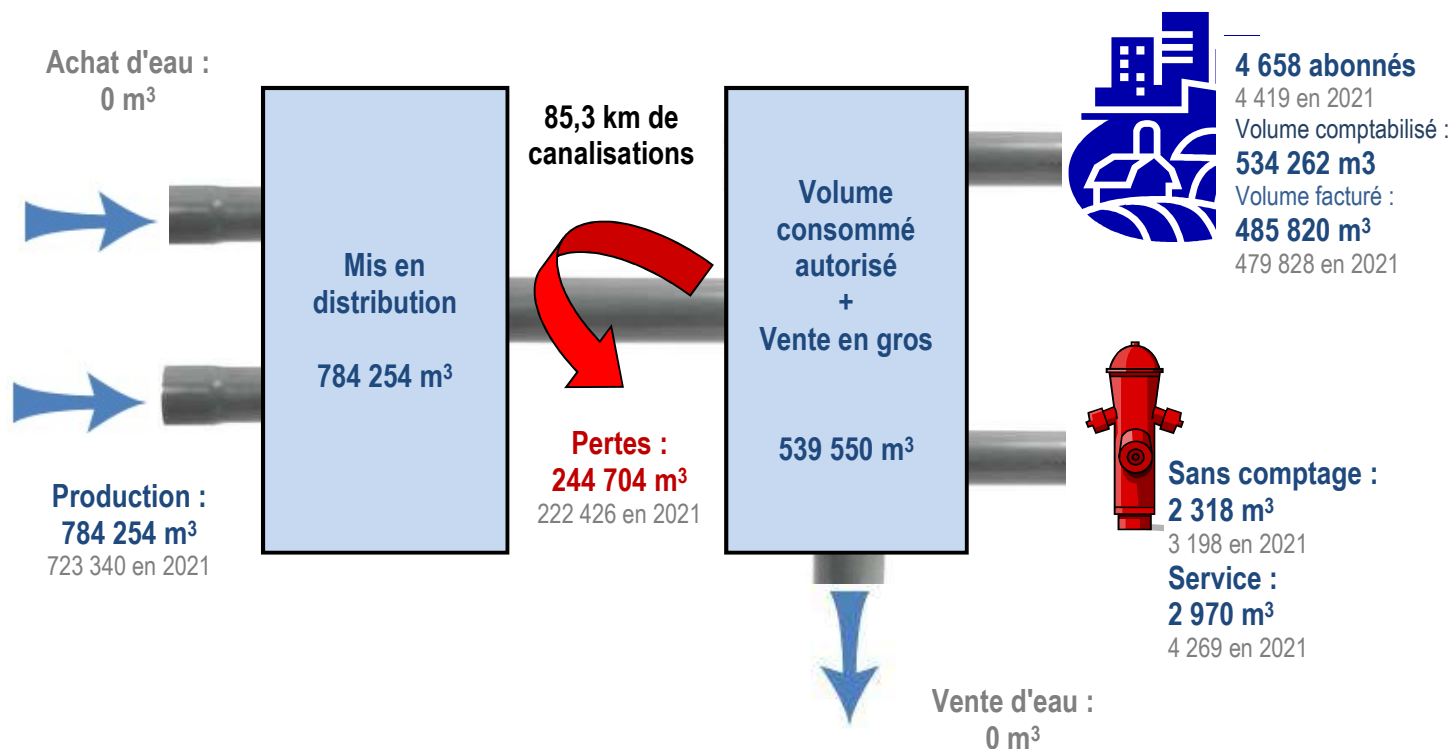 Achat d'eau :
0 m³
Production :
784 254 m³
723 340 en 2021
Mis en
distribution
784 254 m³
85,3 km de
canalisations
Pertes :
244 704 m³
222 426 en 2021
Volume
consommé
autorisé
+
Vente en gros
539 550 m³
4 658 abonnés
4 419 en 2021
Volume comptabilisé :
534 262 m3
Volume facturé :
485 820 m³
479 828 en 2021
Sans comptage :
2 318 m³
3 198 en 2021
Service :
2 970 m³
4 269 en 2021
Vente d'eau :
0 m³